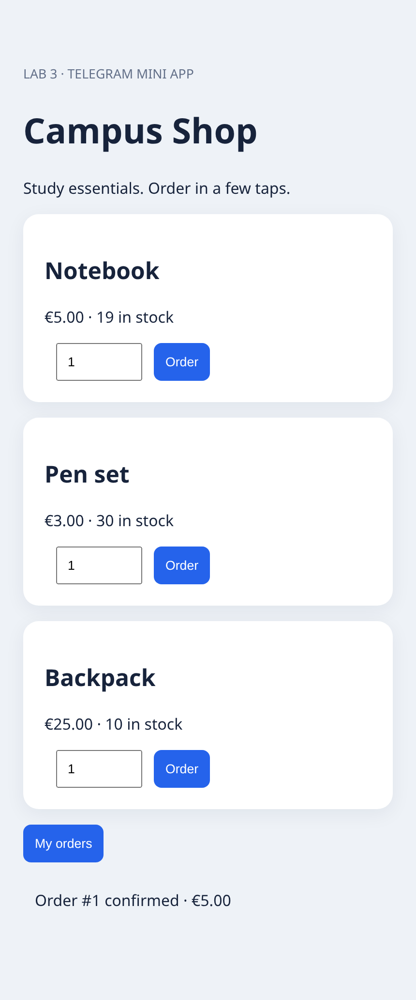 LAB 3 · TELEGRAM MINI APP
Campus Shop
Study essentials. Order in a few taps.
Notebook
€5.00 · 19 in stock
1 Order
Pen set
€3.00 · 30 in stock
1 Order
Backpack
€25.00 · 10 in stock
1 Order
My orders
Order #1 confirmed · €5.00